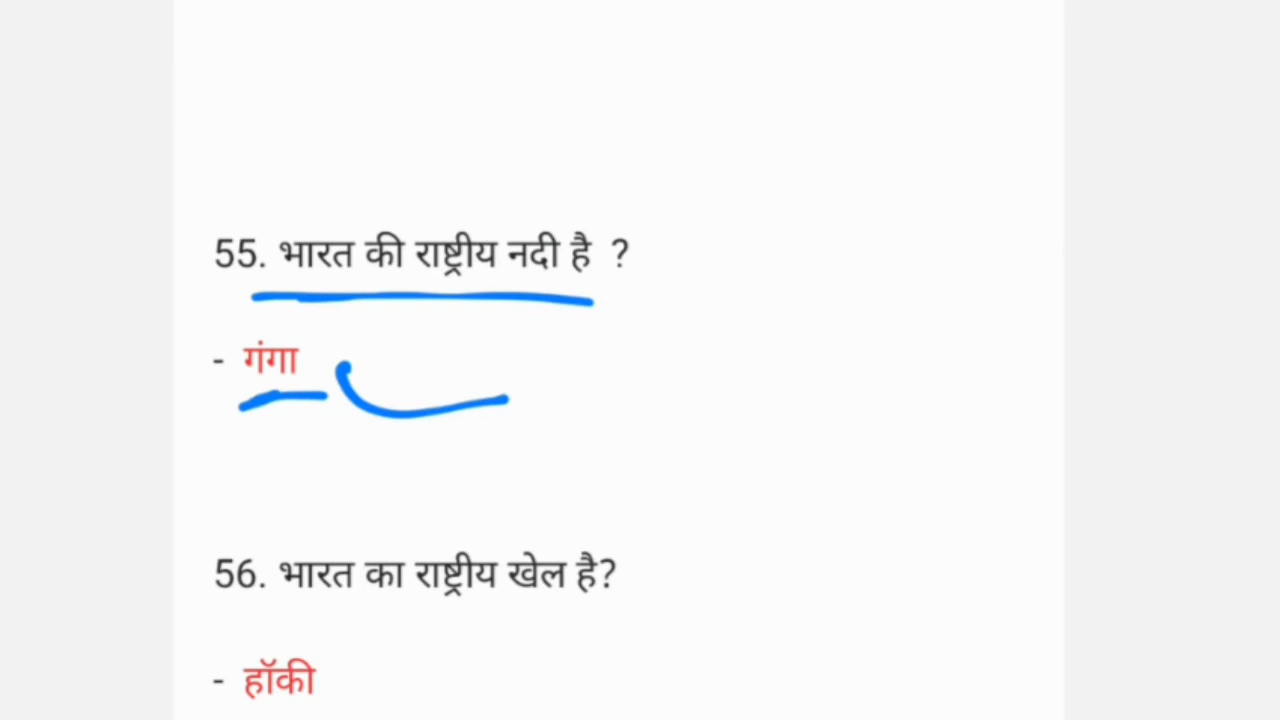 55. भारत की राष्ट्रीय नदी है ?
- गंगा
56. भारत का राष्ट्रीय खेल है?
- हॉकी